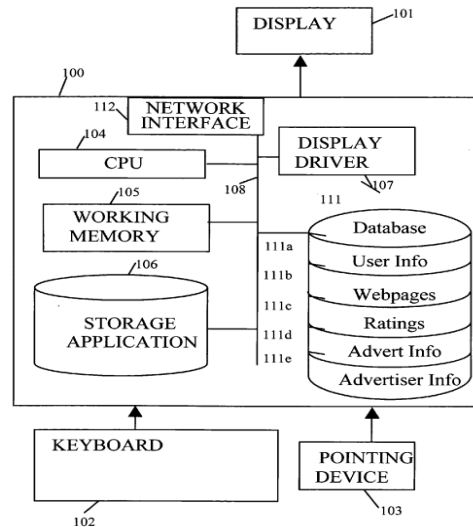 DISPLAY
101
100
112
NETWORK
INTERFACE
104
CPU
DISPLAY
DRIVER
108
107
105
111
WORKING
MEMORY
111a
Database
106
111b
User Info
111c
Webpages
STORAGE
APPLICATION
111d
Ratings
111e
Advert Info
Advertiser Info
KEYBOARD
POINTING
DEVICE
102
103